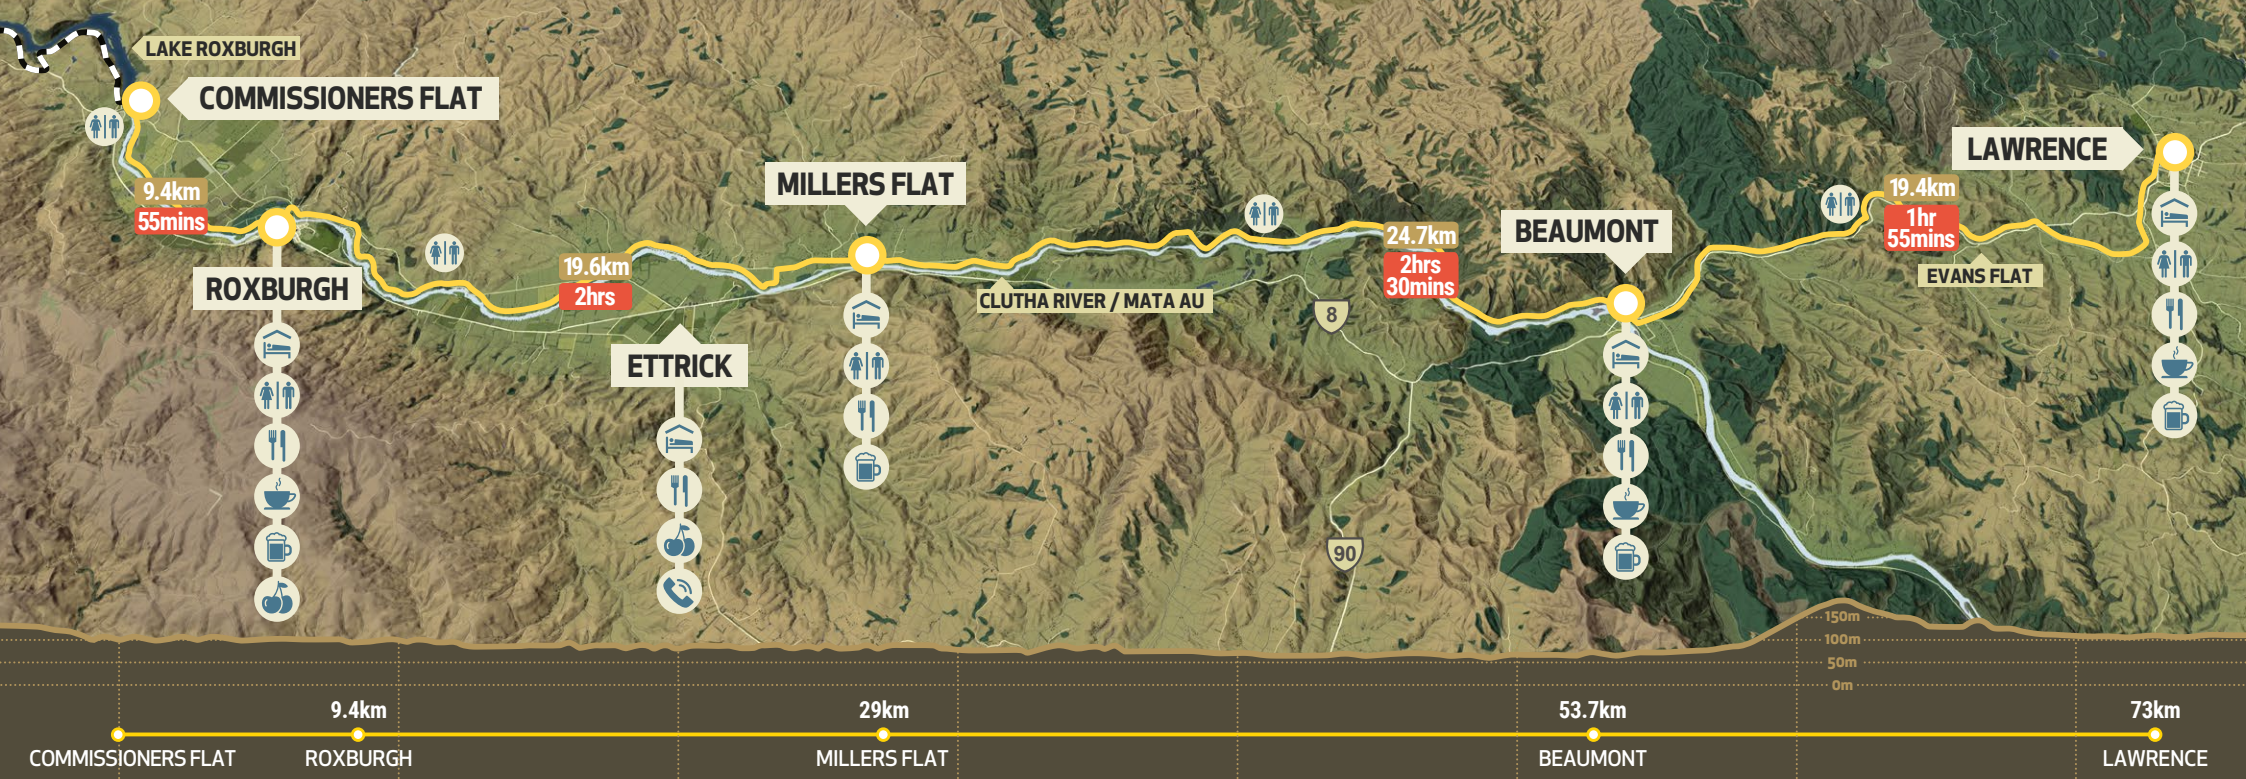 LAKE ROXBURGH
COMMISSIONERS FLAT
9.4km
55mins
ROXBURGH
19.6km
2hrs
ETTRICK
MILLERS FLAT
CLUTHA RIVER / MATA AU
8
90
24.7km
2hrs
30mins
BEAUMONT
19.4km
1hr
55mins
EVANS FLAT
LAWRENCE
150m
100m
50m
0m
9.4km
29km
53.7km
73km
COMMISSIONERS FLAT
ROXBURGH
MILLERS FLAT
BEAUMONT
LAWRENCE